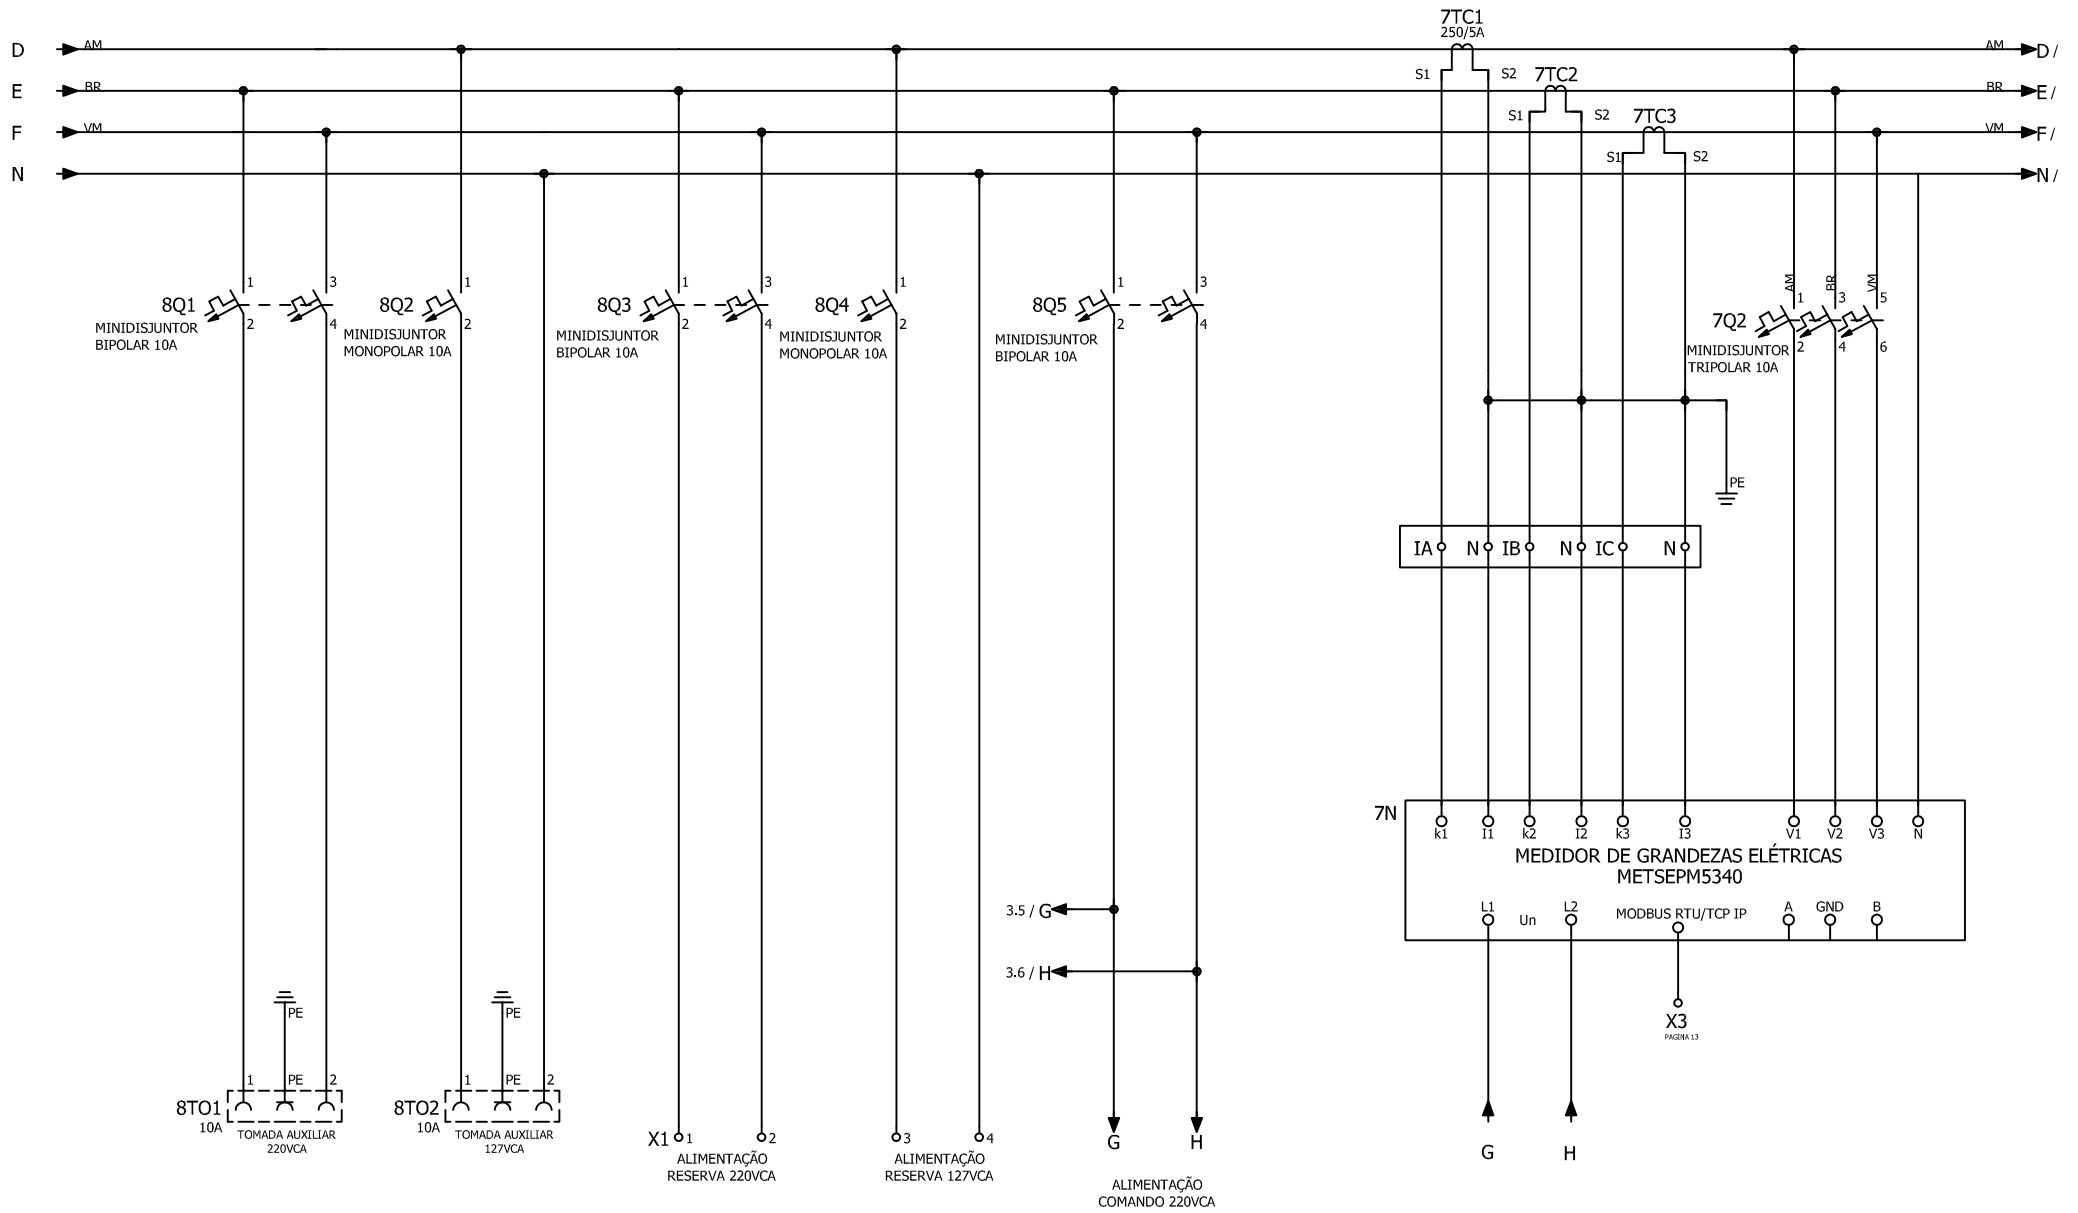 7TC1
250/5A
D
AM
AM
D /
S1
S2
7TC2
E
BR
BR
E /
S1
S2
7TC3
F
VM
VM
F /
S1
S2
N
N /
1
3
1
1
3
1
1
3
AM
BR
VM
1
3
5
8Q1
8Q2
8Q3
8Q4
8Q5
7Q2
2
4
2
2
4
2
2
4
2
4
6
MINIDISJUNTOR
BIPOLAR 10A
MINIDISJUNTOR
MONOPOLAR 10A
MINIDISJUNTOR
BIPOLAR 10A
MINIDISJUNTOR
MONOPOLAR 10A
MINIDISJUNTOR
BIPOLAR 10A
MINIDISJUNTOR
TRIPOLAR 10A
PE
IA
N
IB
N
IC
N
7N
k1
I1
k2
I2
k3
I3
V1
V2
V3
N
MEDIDOR DE GRANDEZAS ELÉTRICAS
METSEPM5340
L1
Un
L2
MODBUS RTU/TCP IP
A
GND
B
3.5 / G
3.6 / H
PE
PE
X3
PAGINA 13
1
PE
2
1
PE
2
8TO1
10A
TOMADA AUXILIAR
220VCA
8TO2
10A
TOMADA AUXILIAR
127VCA
X1
1
2
3
4
G
H
G
H
ALIMENTAÇÃO
RESERVA 220VCA
ALIMENTAÇÃO
RESERVA 127VCA
ALIMENTAÇÃO
COMANDO 220VCA